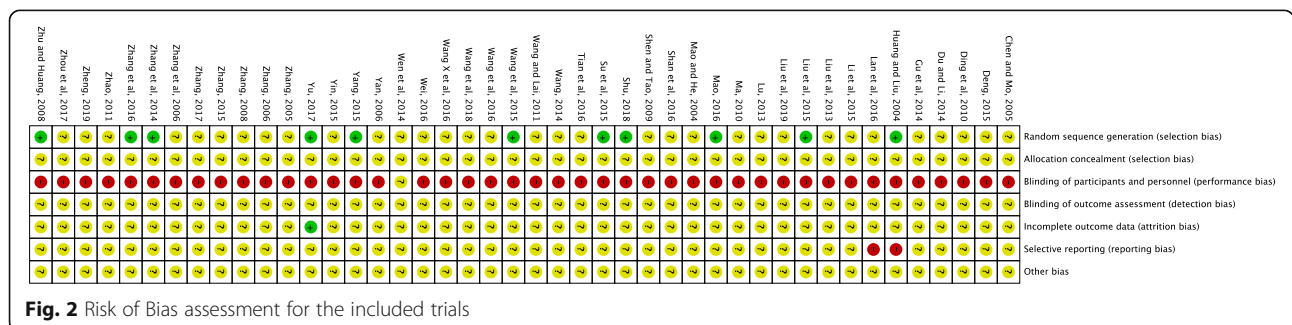 Zhu and Huang, 2008
Zhou et al, 2017
Zheng, 2019
Zhao, 2011
Zhang et al, 2016
Zhang et al, 2014
Zhang et al, 2006
Zhang, 2017
Zhang, 2015
Zhang, 2008
Zhang, 2006
Zhang, 2005
Yu, 2017
Yin, 2015
Yang, 2015
Yan, 2006
Wen et al, 2014
Wei, 2016
Wang X et al, 2016
Wang et al, 2018
Wang et al, 2016
Wang et al, 2015
Wang and Lai, 2011
Wang, 2014
Tian et al, 2016
Su et al, 2015
Shu, 2018
Shen and Tao, 2009
Shan et al, 2016
Mao and He, 2004
Mao, 2016
Ma, 2010
Lu, 2013
Liu et al, 2019
Liu et al, 2015
Liu et al, 2013
Li et al, 2015
Lan et al, 2016
Huang and Liu, 2004
Gu et al, 2014
Du and Li, 2014
Ding et al, 2010
Deng, 2015
Chen and Mo, 2005
Random sequence generation (selection bias)
Allocation concealment (selection bias)
Blinding of participants and personnel (performance bias)
Blinding of outcome assessment (detection bias)
Incomplete outcome data (attrition bias)
Selective reporting (reporting bias)
Other bias
Fig. 2 Risk of Bias assessment for the included trials